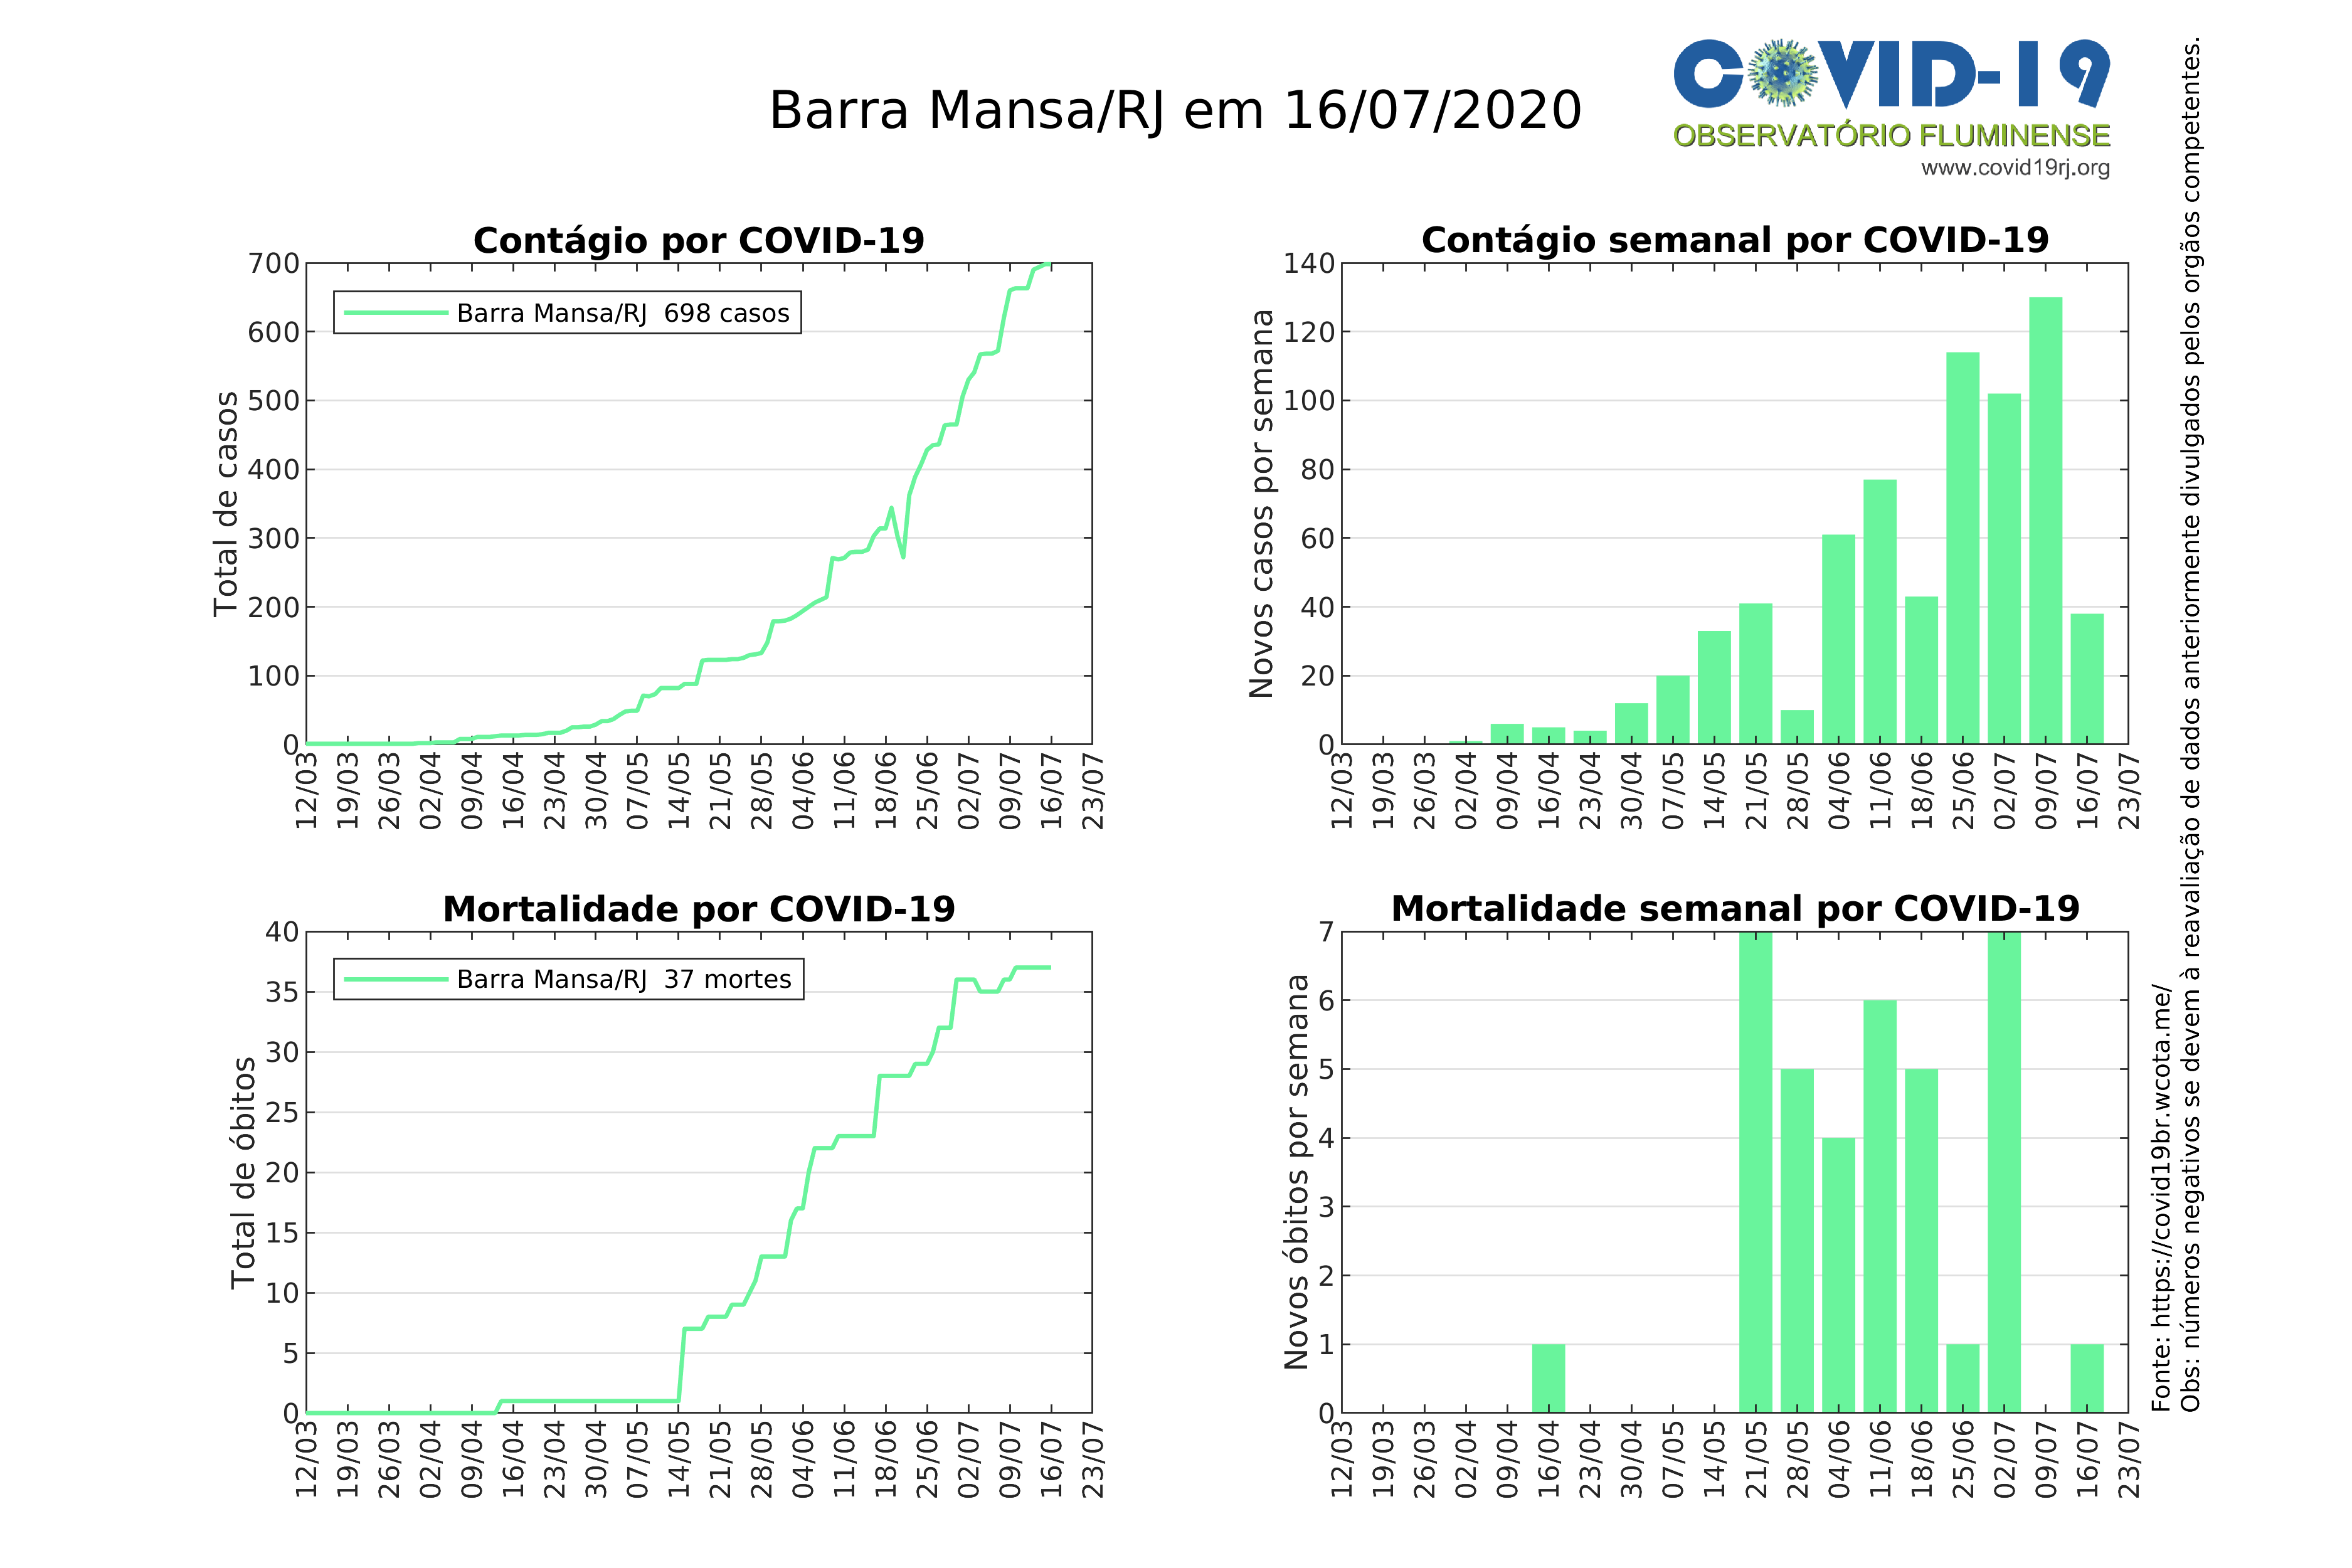 Barra Mansa/RJ em 16/07/2020
COVID-19
OBSERVATÓRIO FLUMINENSE
www.covid19rj.org
Contágio por COVID-19
Total de casos
700
600
500
400
300
200
100
0
Barra Mansa/RJ 698 casos
12/03 19/03 26/03 02/04 09/04 16/04 23/04 30/04 07/05 14/05 21/05 28/05 04/06 11/06 18/06 25/06 02/07 09/07 16/07 23/07
Contágio semanal por COVID-19
Novos casos por semana
140
120
100
80
60
40
20
0
12/03 19/03 26/03 02/04 09/04 16/04 23/04 30/04 07/05 14/05 21/05 28/05 04/06 11/06 18/06 25/06 02/07 09/07 16/07 23/07
Mortalidade por COVID-19
Total de óbitos
40
35
30
25
20
15
10
5
0
Barra Mansa/RJ 37 mortes
12/03 19/03 26/03 02/04 09/04 16/04 23/04 30/04 07/05 14/05 21/05 28/05 04/06 11/06 18/06 25/06 02/07 09/07 16/07 23/07
Mortalidade semanal por COVID-19
Novos óbitos por semana
7
6
5
4
3
2
1
0
12/03 19/03 26/03 02/04 09/04 16/04 23/04 30/04 07/05 14/05 21/05 28/05 04/06 11/06 18/06 25/06 02/07 09/07 16/07 23/07
Fonte: https://covid19br.wcota.me/
Obs: números negativos se devem à reavaliação de dados anteriormente divulgados pelos orgãos competentes.